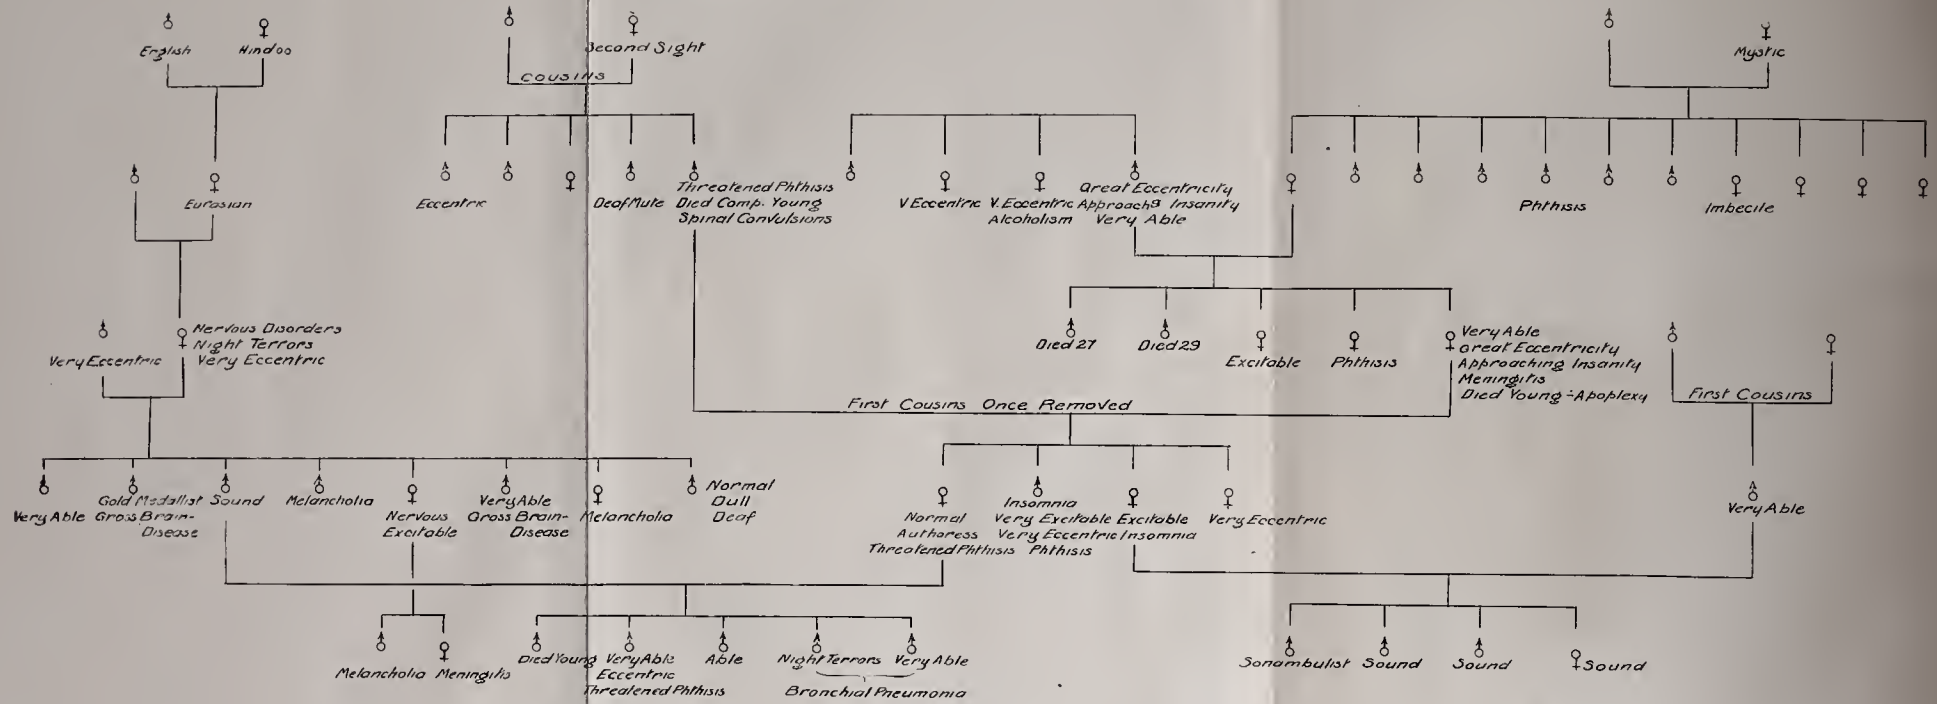 English
Hindoo
Second Sight
Cousins
Mystic
Eurasian
Eccentric
Deaf Mute
Threatened Phthisis
Died Comp. Young
Spinal Convulsions
V Eccentric
V. Eccentric
Alcoholism
Great Eccentricity
Approachg Insanity
Very Able
Phthisis
Imbecile
Very Eccentric
Nervous Disorders
Night Terrors
Very Eccentric
Died 27
Died 29
Excitable
Phthisis
Very Able
Great Eccentricity
Approaching Insanity
Meningitis
Died Young - Apoplexy
First Cousins Once Removed
First Cousins
Very Able
Gold Medallist
Gross Brain-
Disease
Sound
Melancholia
Nervous
Excitable
Very Able
Gross Brain-
Disease
Melancholia
Normal
Dull
Deaf
Normal
Authoress
Threatened Phthisis
Insomnia
Very Excitable
Very Eccentric
Phthisis
Excitable
Insomnia
Very Eccentric
Very Able
Melancholia
Meningitis
Died Young
Very Able
Eccentric
Threatened Phthisis
Able
Night Terrors
Very Able
Bronchial Pneumonia
Sonambulist
Sound
Sound
Sound